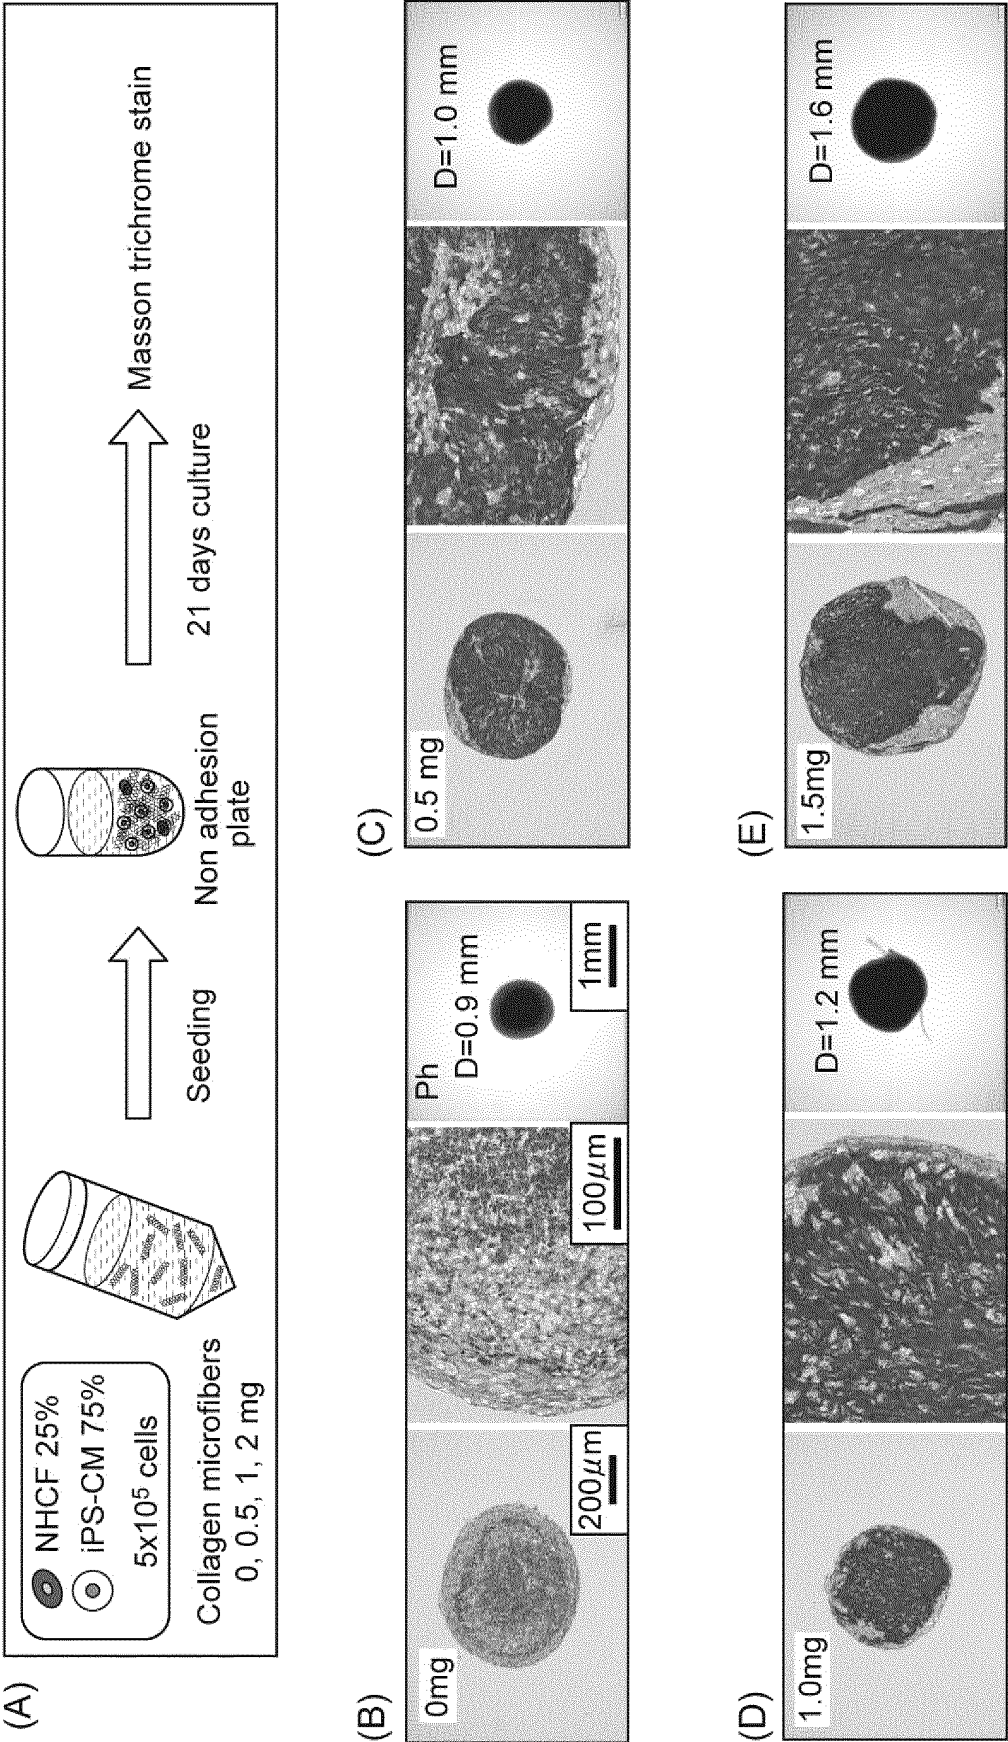 (A)
NHCF 25%
iPS-CM 75%
5x10⁵ cells
Collagen microfibers
0, 0.5, 1, 2 mg
Seeding
Non adhesion
plate
21 days culture
Masson trichrome stain
(B)
0mg
200μm
100μm
Ph
D=0.9 mm
1mm
(C)
0.5 mg
D=1.0 mm
(D)
1.0mg
D=1.2 mm
(E)
1.5mg
D=1.6 mm